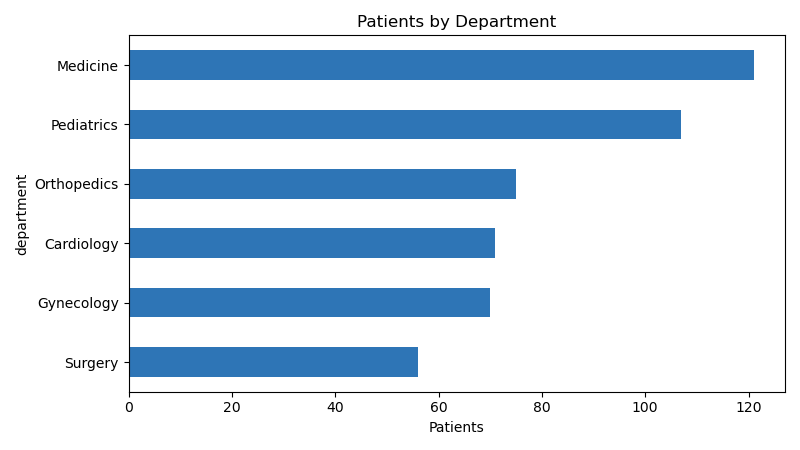 Patients by Department
department
Medicine
Pediatrics
Orthopedics
Cardiology
Gynecology
Surgery
0 20 40 60 80 100 120
Patients